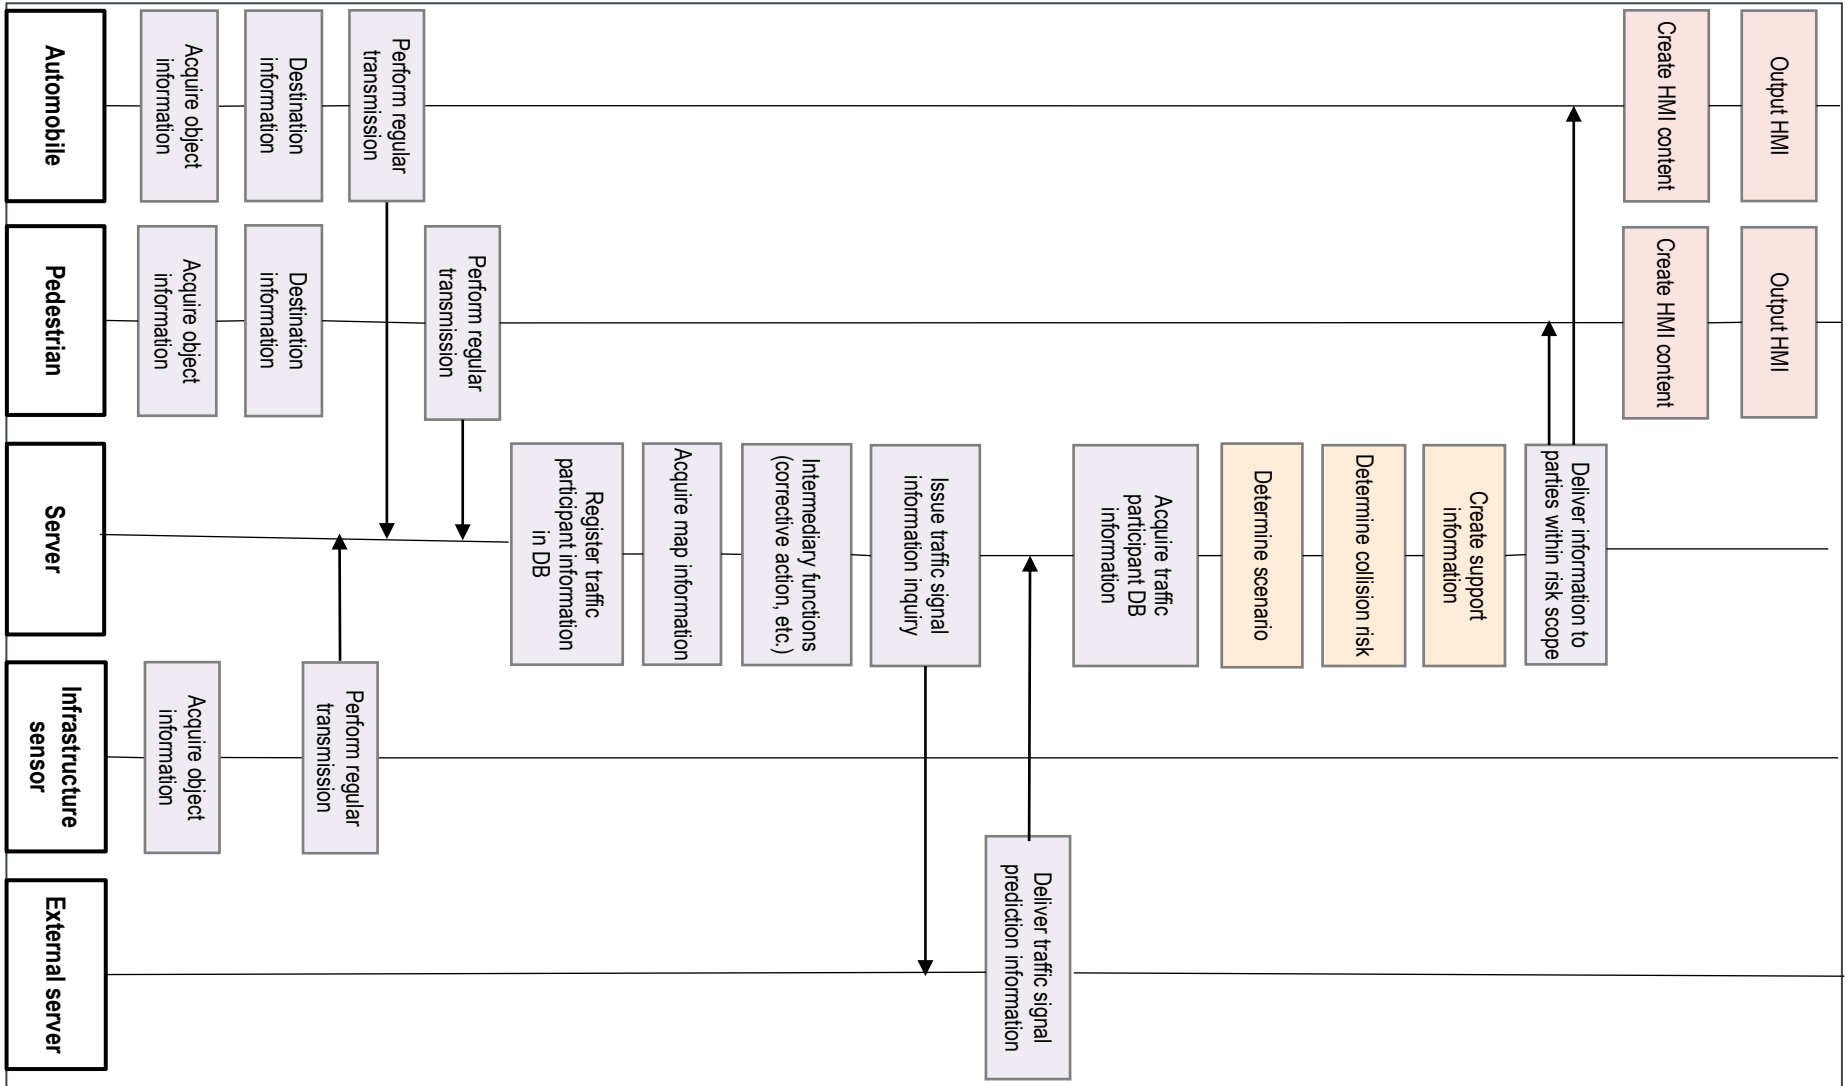 Automobile
Acquire object
information
Destination
information
Perform regular
transmission
Create HMI content
Output HMI
Pedestrian
Acquire object
information
Destination
information
Perform regular
transmission
Create HMI content
Output HMI
Server
Register traffic
participant information
in DB
Acquire map information
Intermediary functions
(corrective action, etc.)
Issue traffic signal
information inquiry
Acquire traffic
participant DB
information
Determine scenario
Determine collision risk
Create support
information
Deliver information to
parties within risk scope
Infrastructure
sensor
Acquire object
information
Perform regular
transmission
External server
Deliver traffic signal
prediction information